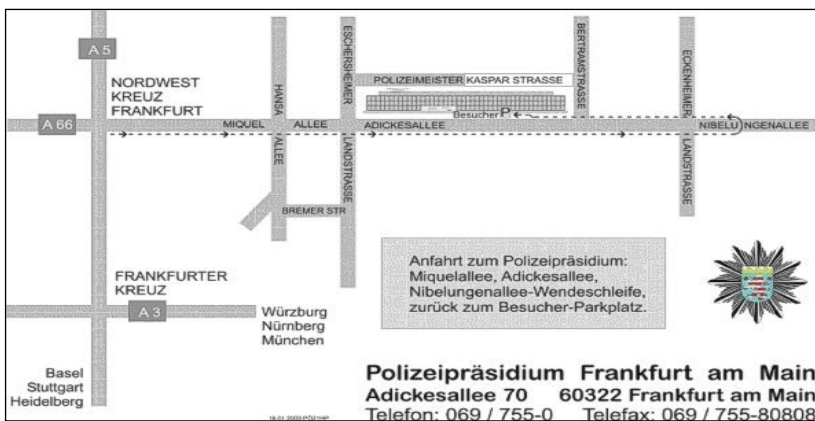 A 5
NORDWEST
KREUZ
FRANKFURT
A 66
MIQUEL ALLEE
HANSA ALLEE
ESCHERSHEIMER LANDSTRASSE
POLIZEIMEISTER KASPAR STRASSE
BERTRAMSTRASSE
ECKENHEIMER LANDSTRASSE
Besucher P
ADICKESALLEE
NIBELUNGENALLEE
BREMER STR
Anfahrt zum Polizeipräsidium:
Miquelallee, Adickesallee,
Nibelungenallee-Wendeschleife,
zurück zum Besucher-Parkplatz.
FRANKFURTER
KREUZ
A 3
Würzburg
Nürnberg
München
Basel
Stuttgart
Heidelberg
Polizeipräsidium Frankfurt am Main
Adickesallee 70 60322 Frankfurt am Main
Telefon: 069 / 755-0 Telefax: 069 / 755-80808